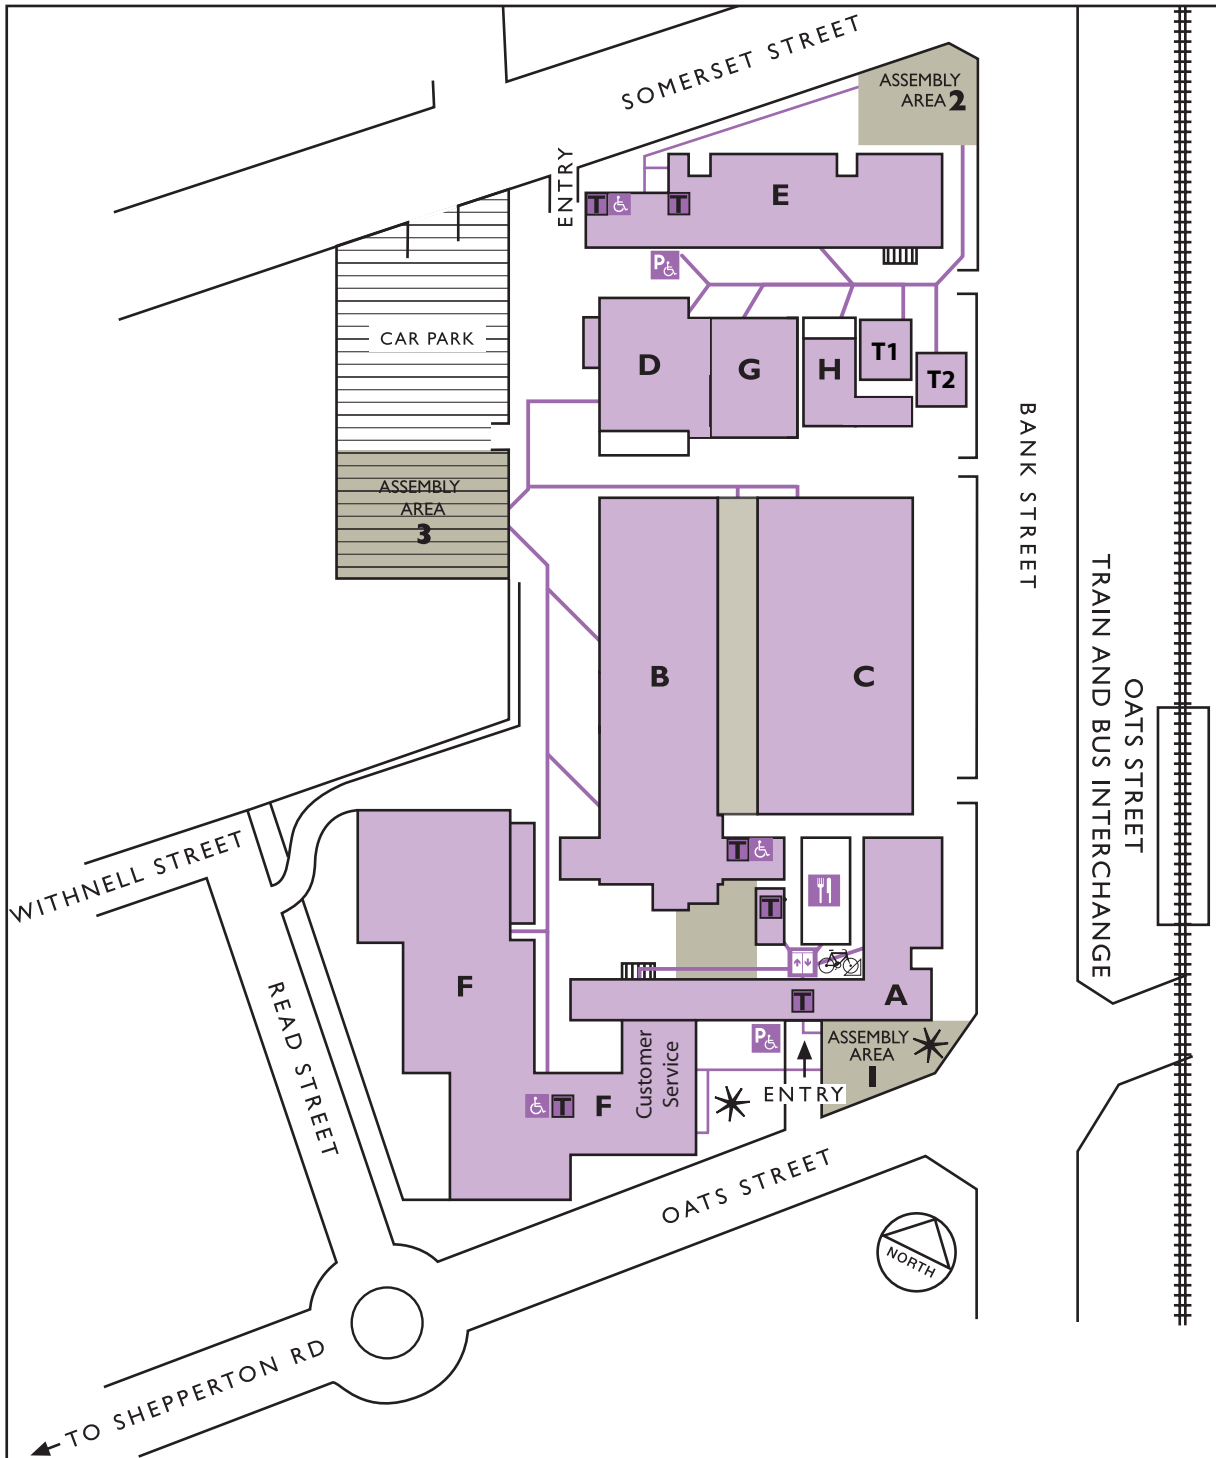 SOMERSET STREET
ASSEMBLY
AREA 2
ENTRY
T
T
E
P
CAR PARK
D
G
H
T1
T2
BANK STREET
ASSEMBLY
AREA
3
B
C
OATS STREET
TRAIN AND BUS INTERCHANGE
WITHNELL STREET
T
T
F
READ STREET
T
A
Customer
Service
P
ASSEMBLY
AREA
1
ENTRY
T
F
OATS STREET
NORTH
TO SHEPPERTON RD